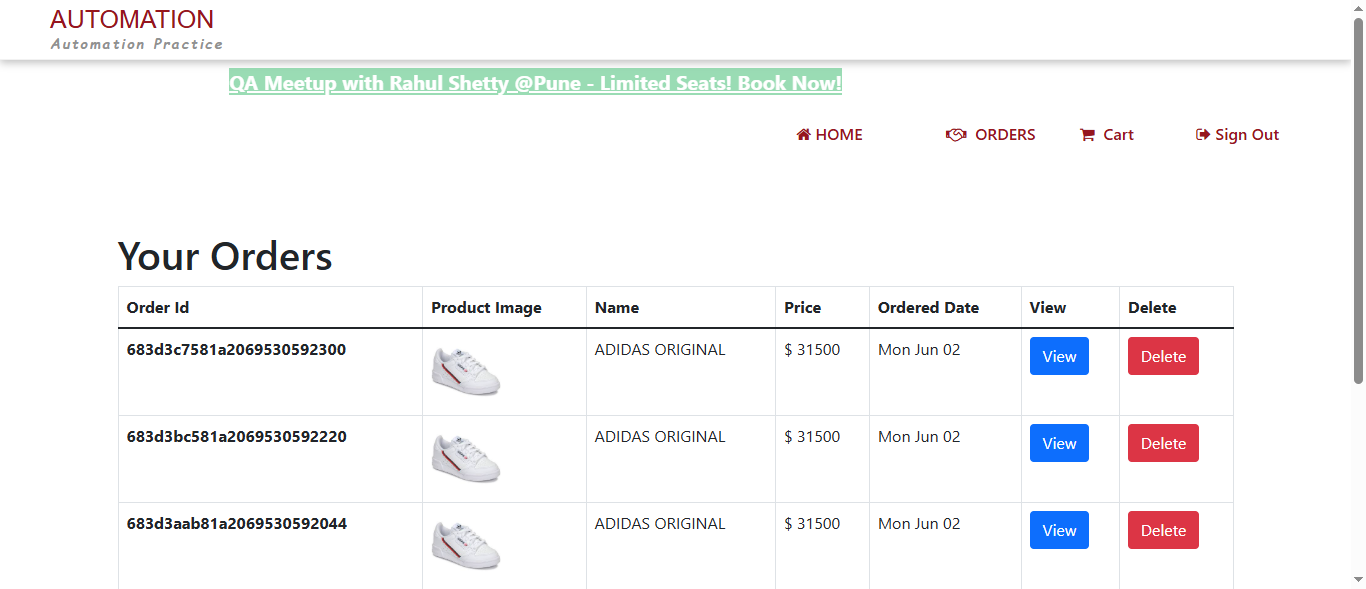 AUTOMATION
Automation Practice
QA Meetup with Rahul Shetty @Pune - Limited Seats! Book Now!
HOME ORDERS Cart Sign Out
Your Orders
Order Id Product Image Name Price Ordered Date View Delete
683d3c7581a2069530592300 ADIDAS ORIGINAL $ 31500 Mon Jun 02 View Delete
683d3bc581a2069530592220 ADIDAS ORIGINAL $ 31500 Mon Jun 02 View Delete
683d3aab81a2069530592044 ADIDAS ORIGINAL $ 31500 Mon Jun 02 View Delete